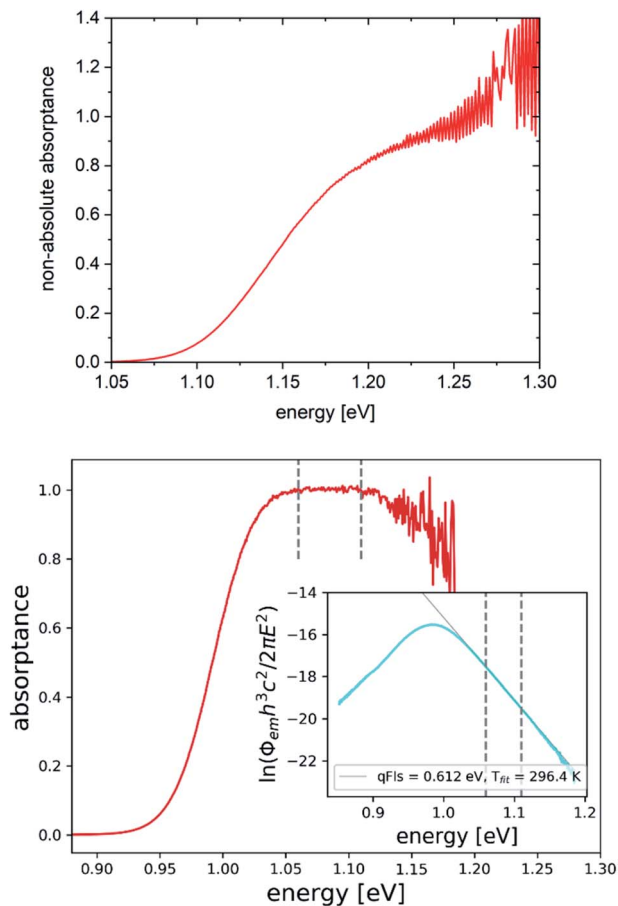 1.4
1.2
1.0
0.8
0.6
0.4
0.2
0.0
non-absolute absorptance
1.05 1.10 1.15 1.20 1.25 1.30
energy [eV]
1.0
0.8
0.6
0.4
0.2
0.0
absorptance
−14
−16
−18
−20
−22
ln(Φ_em h³c²/2πE²)
qFls = 0.612 eV, T_fit = 296.4 K
0.9 1.0 1.1 1.2
energy [eV]
0.90 0.95 1.00 1.05 1.10 1.15 1.20 1.25 1.30
energy [eV]